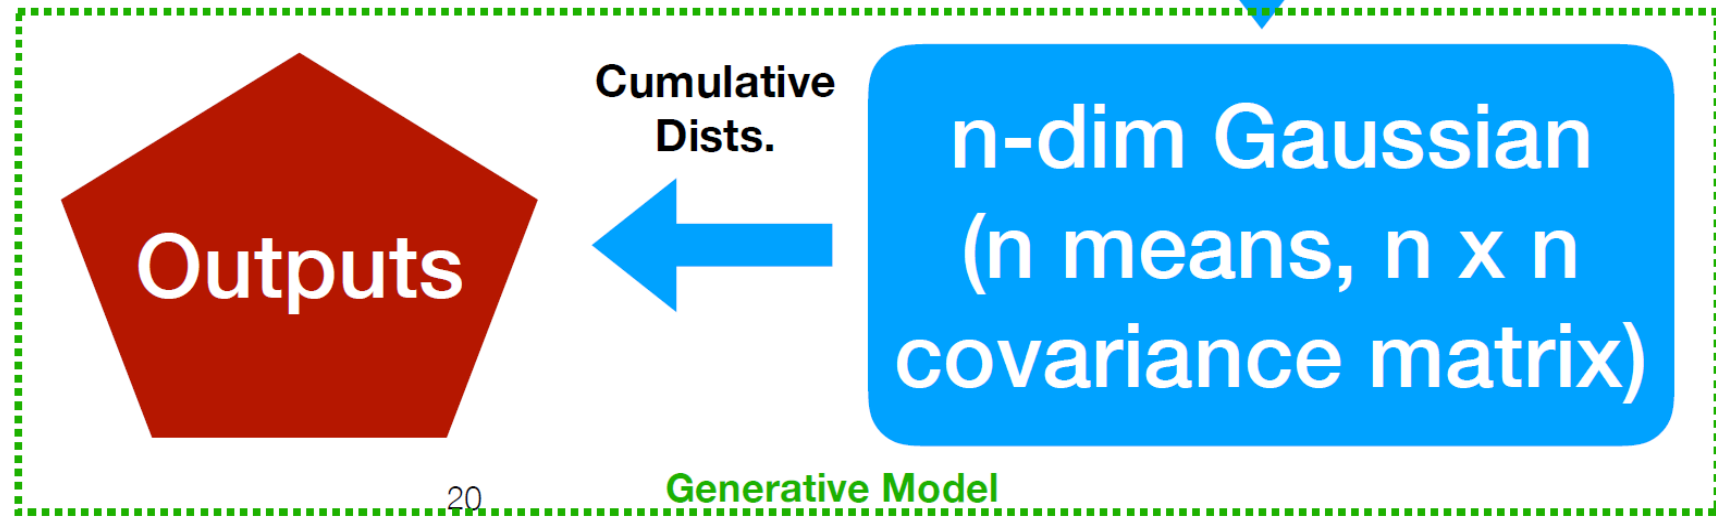 Cumulative
Dists.
Outputs
n-dim Gaussian
(n means, n x n
covariance matrix)
20
Generative Model